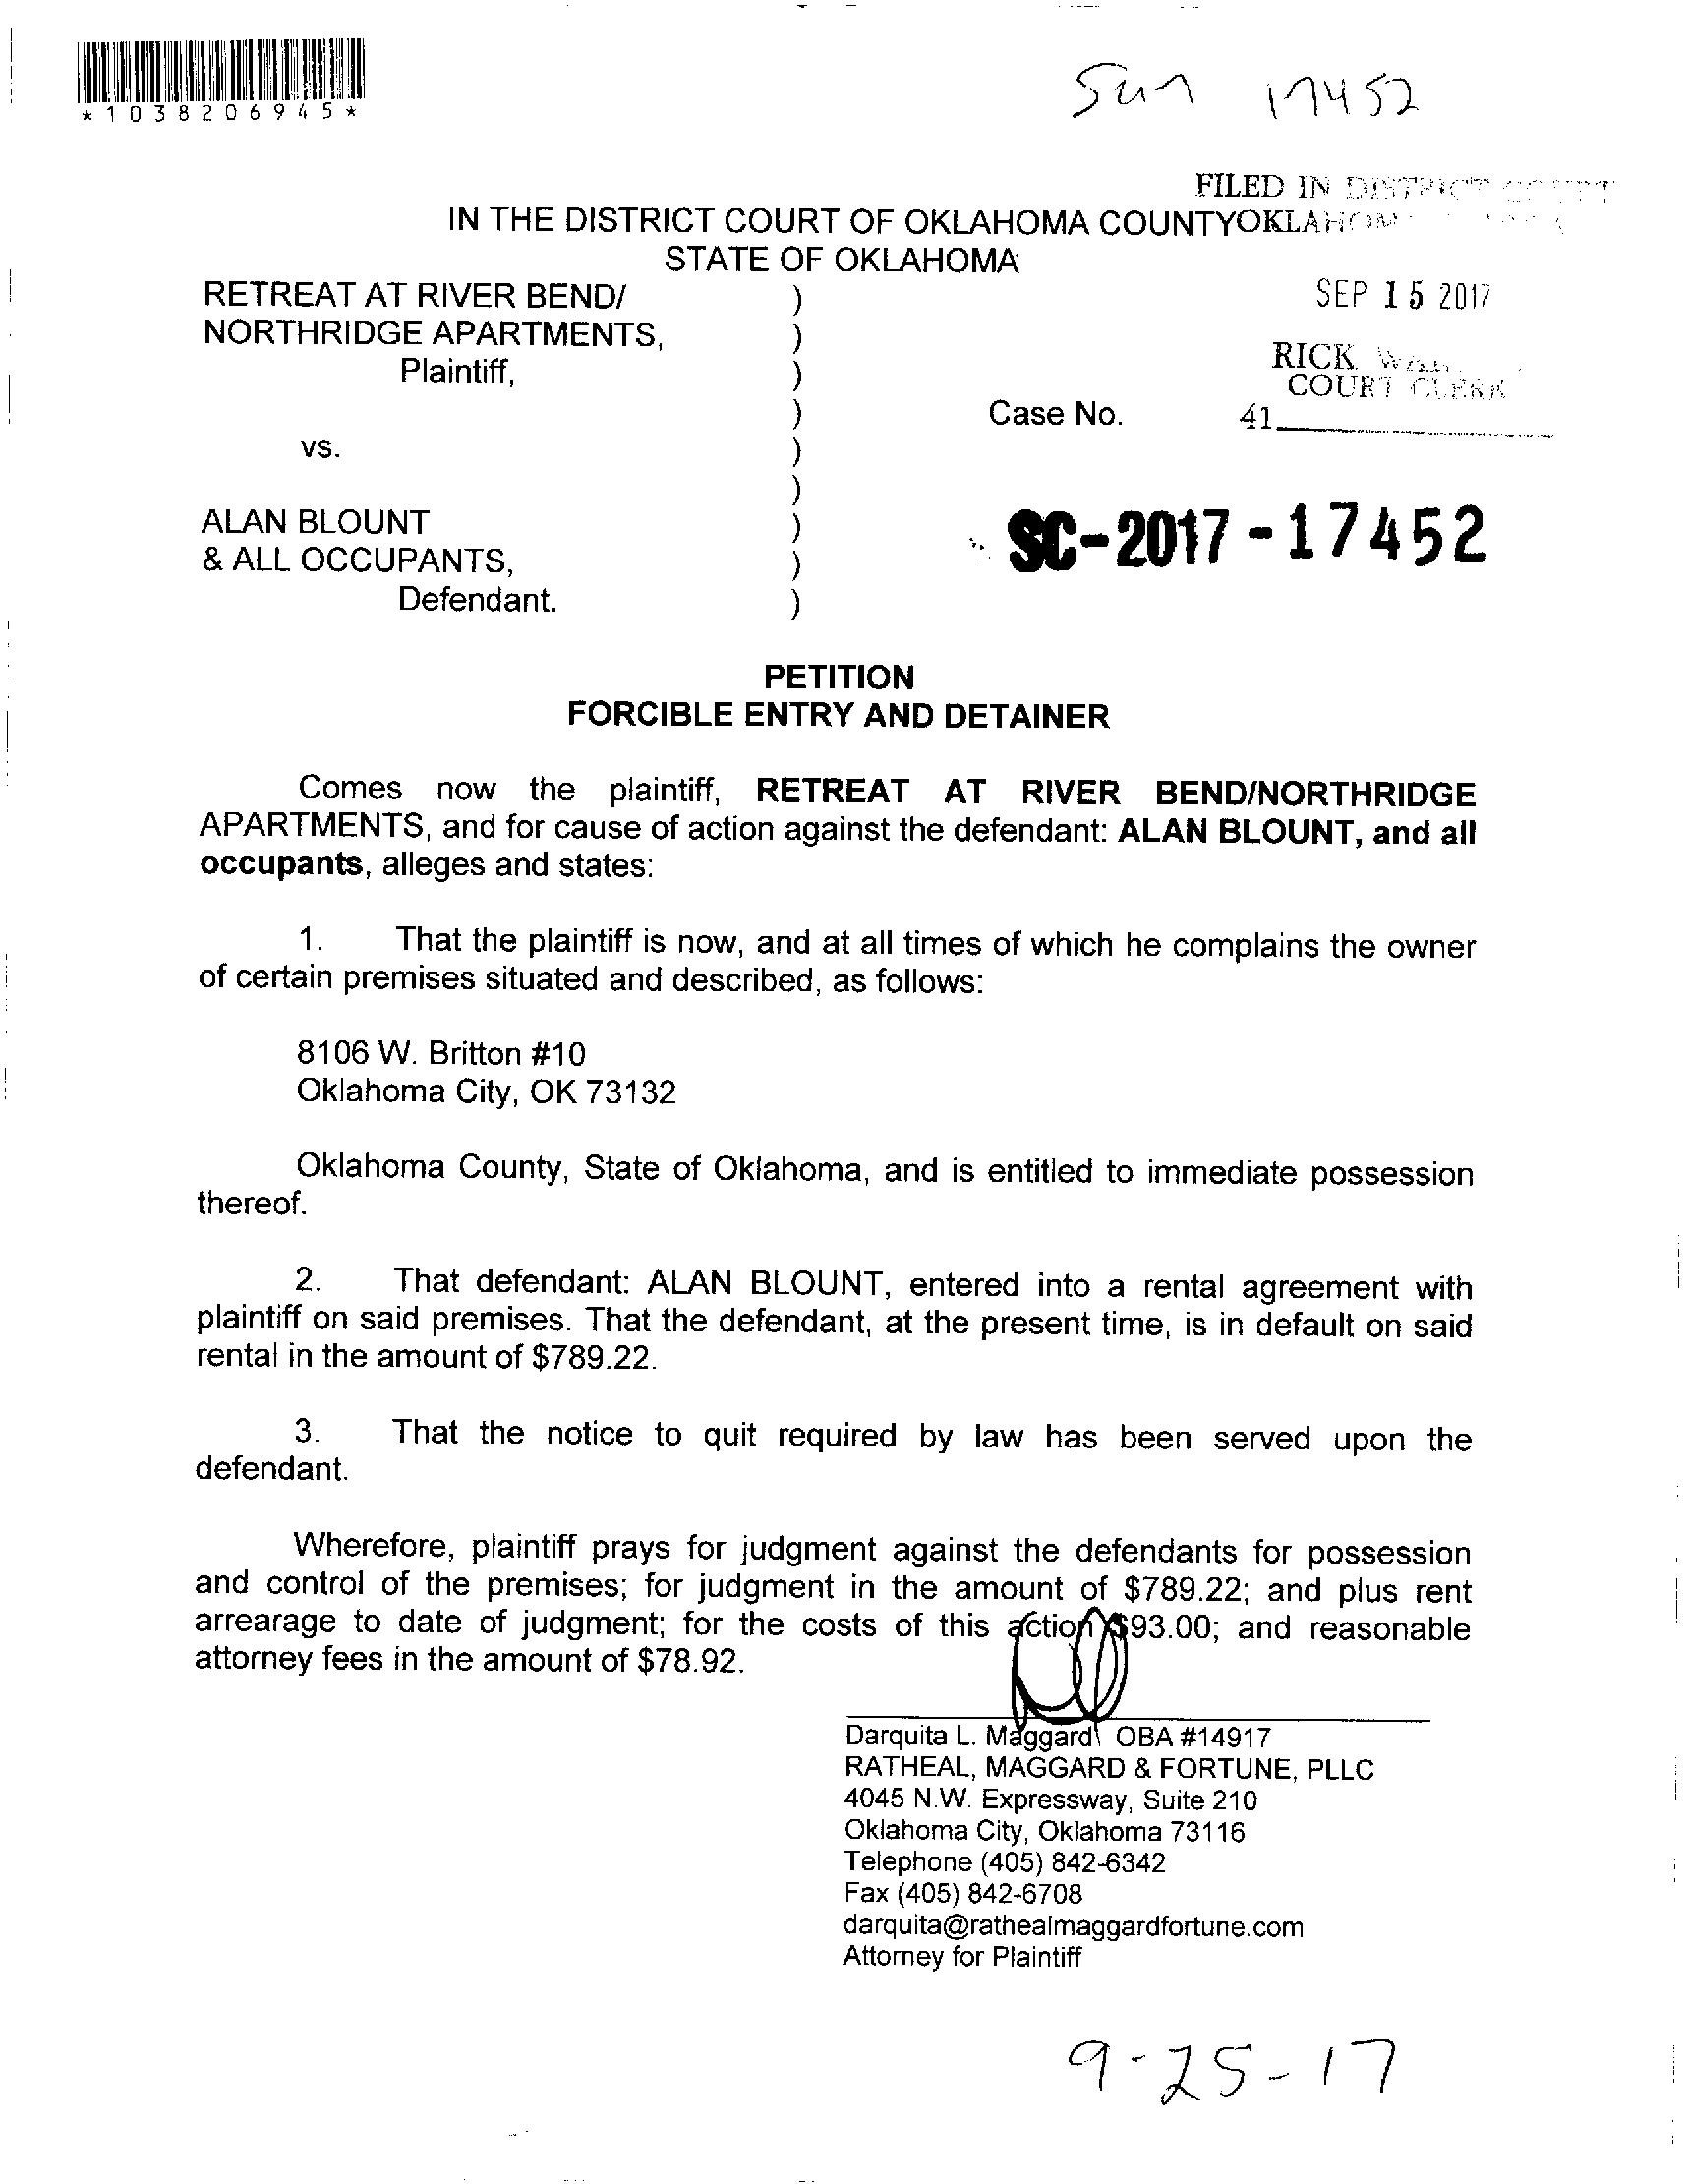 *1038206945*
17452
FILED IN DISTRICT COURT
IN THE DISTRICT COURT OF OKLAHOMA COUNTY OKLAHOMA
STATE OF OKLAHOMA
RETREAT AT RIVER BEND/ )
SEP 15 2017
NORTHRIDGE APARTMENTS, )
RICK
Plaintiff, )
COURT CLERK
) Case No. 41
vs. )
)
ALAN BLOUNT )
SC-2017-17452
& ALL OCCUPANTS, )
Defendant. )
PETITION
FORCIBLE ENTRY AND DETAINER
Comes now the plaintiff, RETREAT AT RIVER BEND/NORTHRIDGE
APARTMENTS, and for cause of action against the defendant: ALAN BLOUNT, and all
occupants, alleges and states:
1. That the plaintiff is now, and at all times of which he complains the owner
of certain premises situated and described, as follows:
8106 W. Britton #10
Oklahoma City, OK 73132
Oklahoma County, State of Oklahoma, and is entitled to immediate possession
thereof.
2. That defendant: ALAN BLOUNT, entered into a rental agreement with
plaintiff on said premises. That the defendant, at the present time, is in default on said
rental in the amount of $789.22.
3. That the notice to quit required by law has been served upon the
defendant.
Wherefore, plaintiff prays for judgment against the defendants for possession
and control of the premises; for judgment in the amount of $789.22; and plus rent
arrearage to date of judgment; for the costs of this action $93.00; and reasonable
attorney fees in the amount of $78.92.
Darquita L. Maggard OBA #14917
RATHEAL, MAGGARD & FORTUNE, PLLC
4045 N.W. Expressway, Suite 210
Oklahoma City, Oklahoma 73116
Telephone (405) 842-6342
Fax (405) 842-6708
darquita@rathealmaggardfortune.com
Attorney for Plaintiff
9-25-17